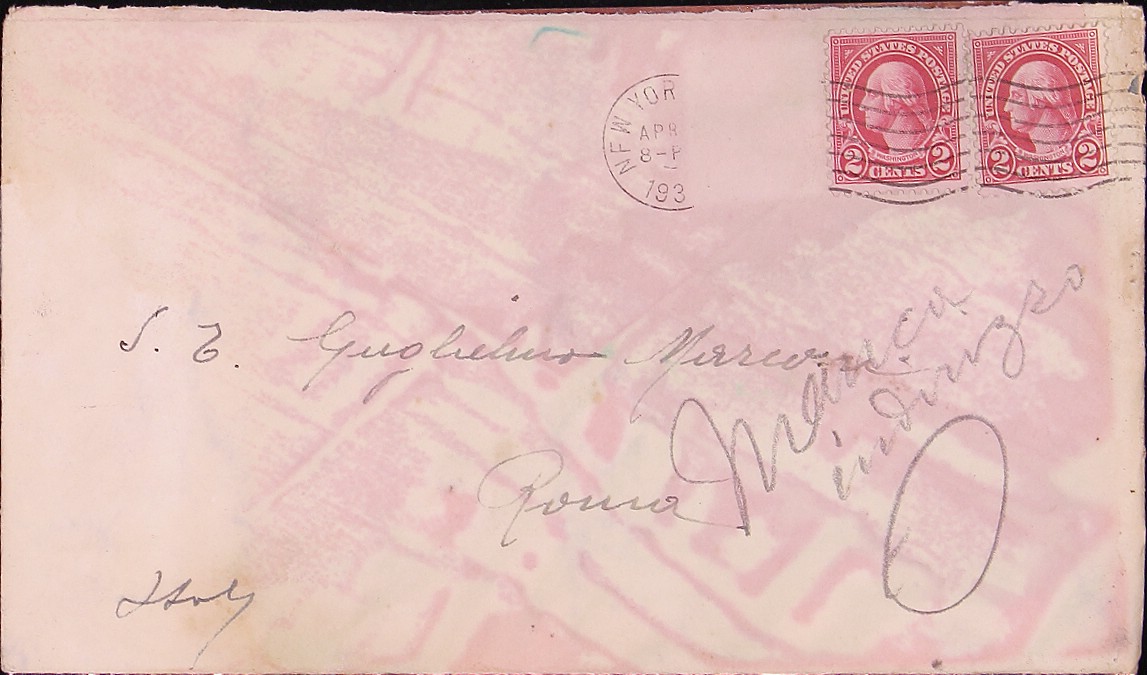 UNITED STATES POSTAGE
WASHINGTON
2 CENTS 2
UNITED STATES POSTAGE
WASHINGTON
2 CENTS 2
NEW YOR
APR
8-P
193
S. E. Guglielmo Marconi
Manca
indirizzo
Roma
Italy